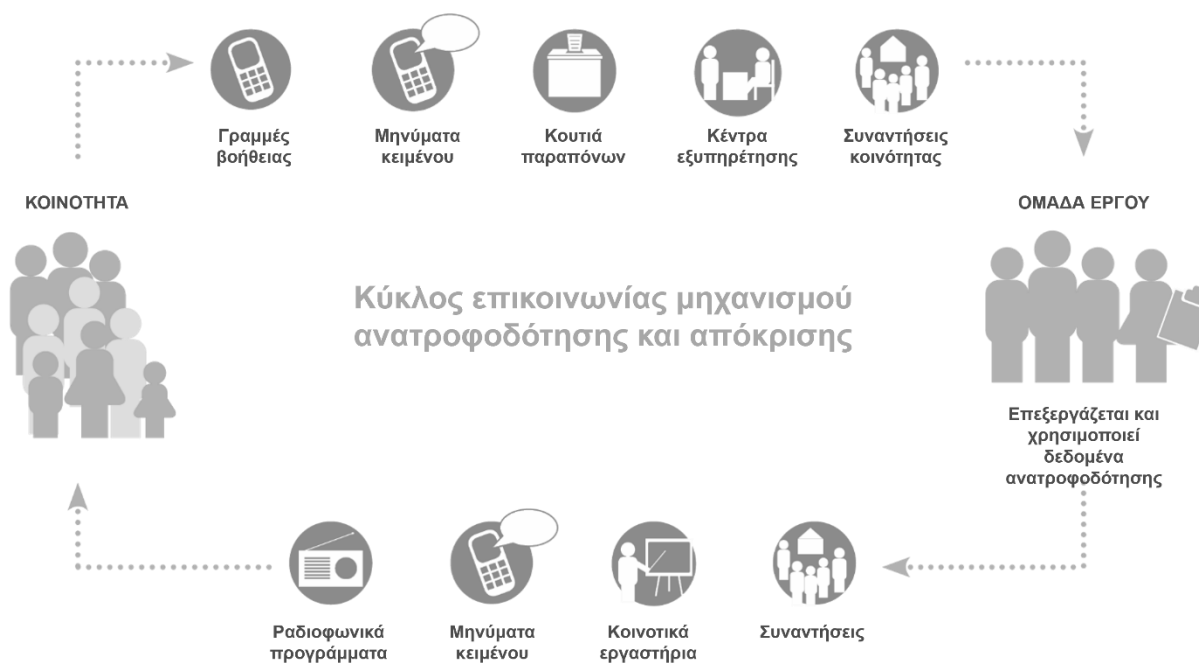 Γραμμές
βοήθειας
Μηνύματα
κειμένου
Κουτιά
παραπόνων
Κέντρα
εξυπηρέτησης
Συναντήσεις
κοινότητας
ΚΟΙΝΟΤΗΤΑ
ΟΜΑΔΑ ΕΡΓΟΥ
Κύκλος επικοινωνίας μηχανισμού
ανατροφοδότησης και απόκρισης
Επεξεργάζεται και
χρησιμοποιεί
δεδομένα
ανατροφοδότησης
Ραδιοφωνικά
προγράμματα
Μηνύματα
κειμένου
Κοινοτικά
εργαστήρια
Συναντήσεις